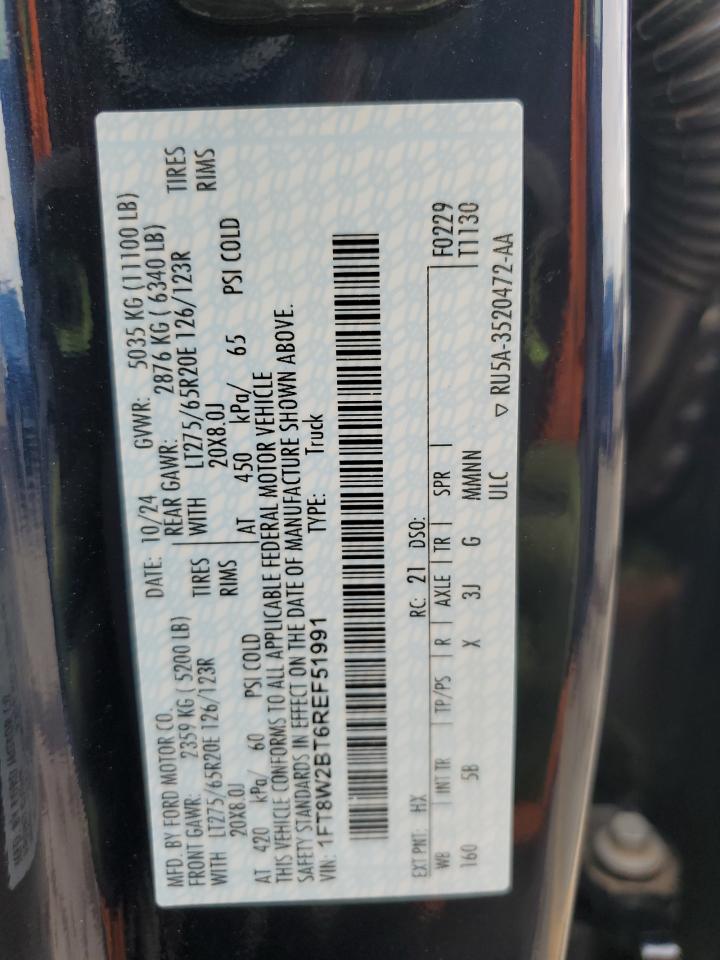 MFD. BY FORD MOTOR CO.
DATE: 10/24 GVWR: 5035 KG (11100 LB)
FRONT GAWR: 2359 KG ( 5200 LB)
REAR GAWR: 2876 KG ( 6340 LB)
WITH LT275/65R20E 126/123R TIRES
WITH LT275/65R20E 126/123R TIRES
20X8.0J RIMS
20X8.0J RIMS
AT 420 kPa/ 60 PSI COLD
AT 450 kPa/ 65 PSI COLD
THIS VEHICLE CONFORMS TO ALL APPLICABLE FEDERAL MOTOR VEHICLE
SAFETY STANDARDS IN EFFECT ON THE DATE OF MANUFACTURE SHOWN ABOVE.
VIN: 1FT8W2BT6REF51991 TYPE: Truck
EXT PNT: HX RC: 21 DSO: F0229
WB INT TR TP/PS R AXLE TR SPR T1130
160 5B X 3J G MMMNN
ULC ▽ RU5A-3520472-AA